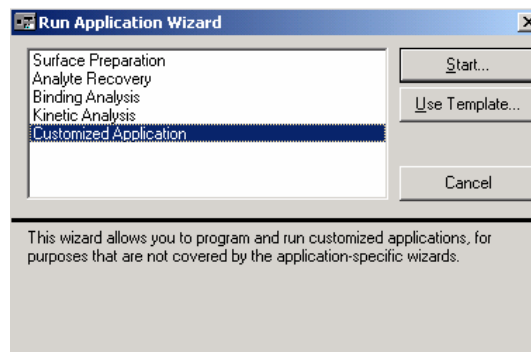 Run Application Wizard
Surface Preparation
Analyte Recovery
Binding Analysis
Kinetic Analysis
Customized Application
Start...
Use Template...
Cancel
This wizard allows you to program and run customized applications, for
purposes that are not covered by the application-specific wizards.